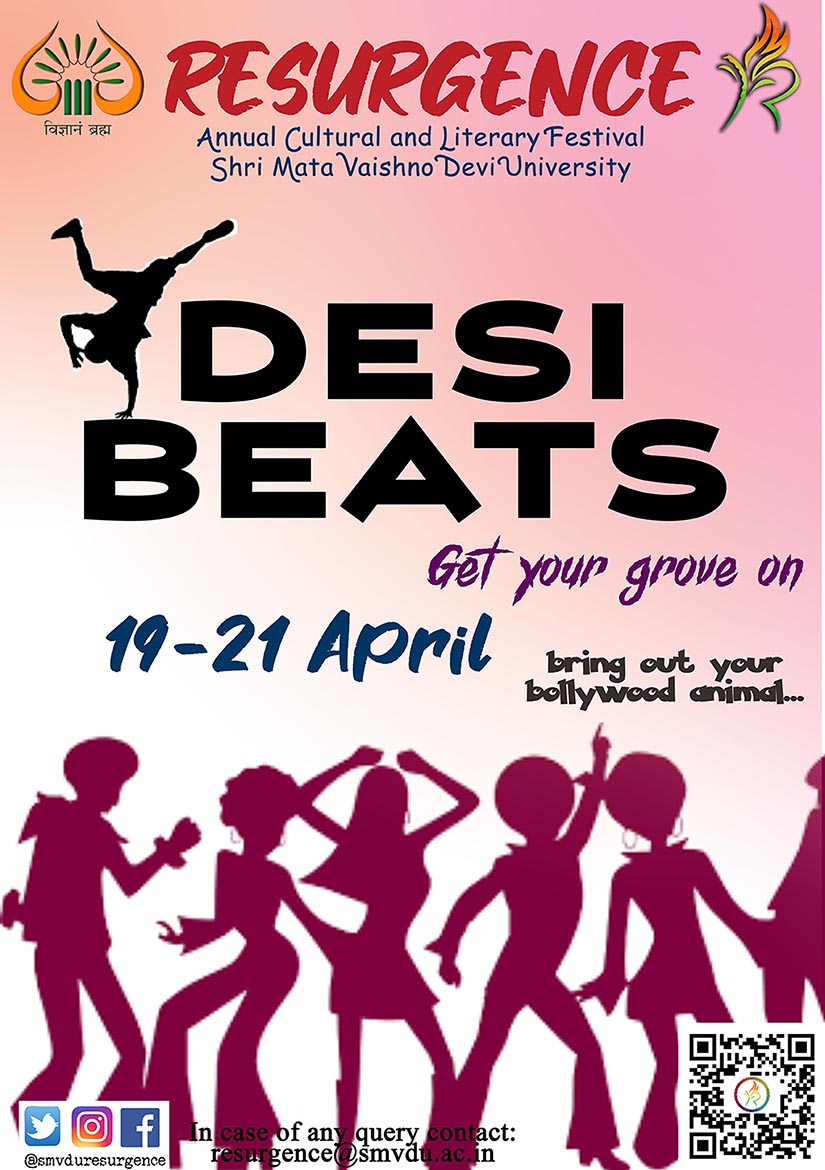 विज्ञानं ब्रह्म
RESURGENCE
Annual Cultural and Literary Festival
Shri Mata Vaishno Devi University
DESI
BEATS
Get your grove on
19-21 April
bring out your
bollywood animal...
@smvduresurgence
In case of any query contact:
resurgence@smvdu.ac.in